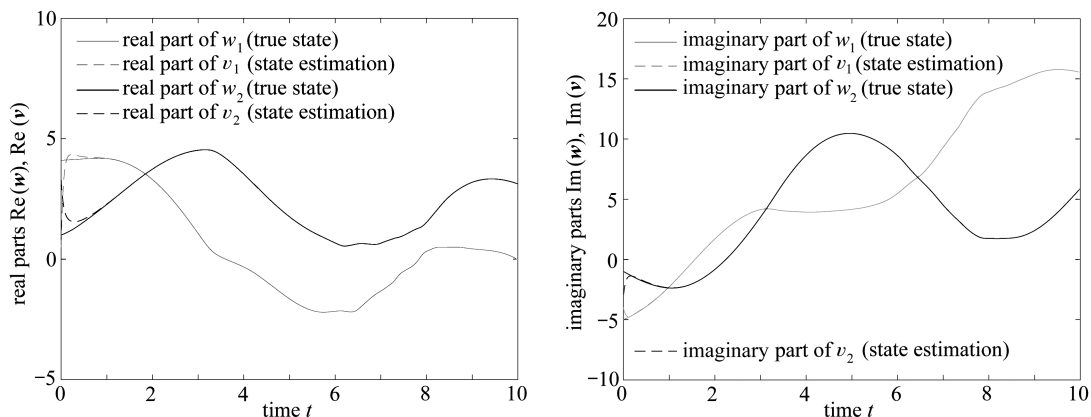 10
5
0
−5
real parts Re (w), Re (v)
real part of w1 (true state)
real part of v1 (state estimation)
real part of w2 (true state)
real part of v2 (state estimation)
0 2 4 6 8 10
time t
20
15
10
5
0
−5
−10
imaginary parts Im (w), Im (v)
imaginary part of w1 (true state)
imaginary part of v1 (state estimation)
imaginary part of w2 (true state)
imaginary part of v2 (state estimation)
0 2 4 6 8 10
time t